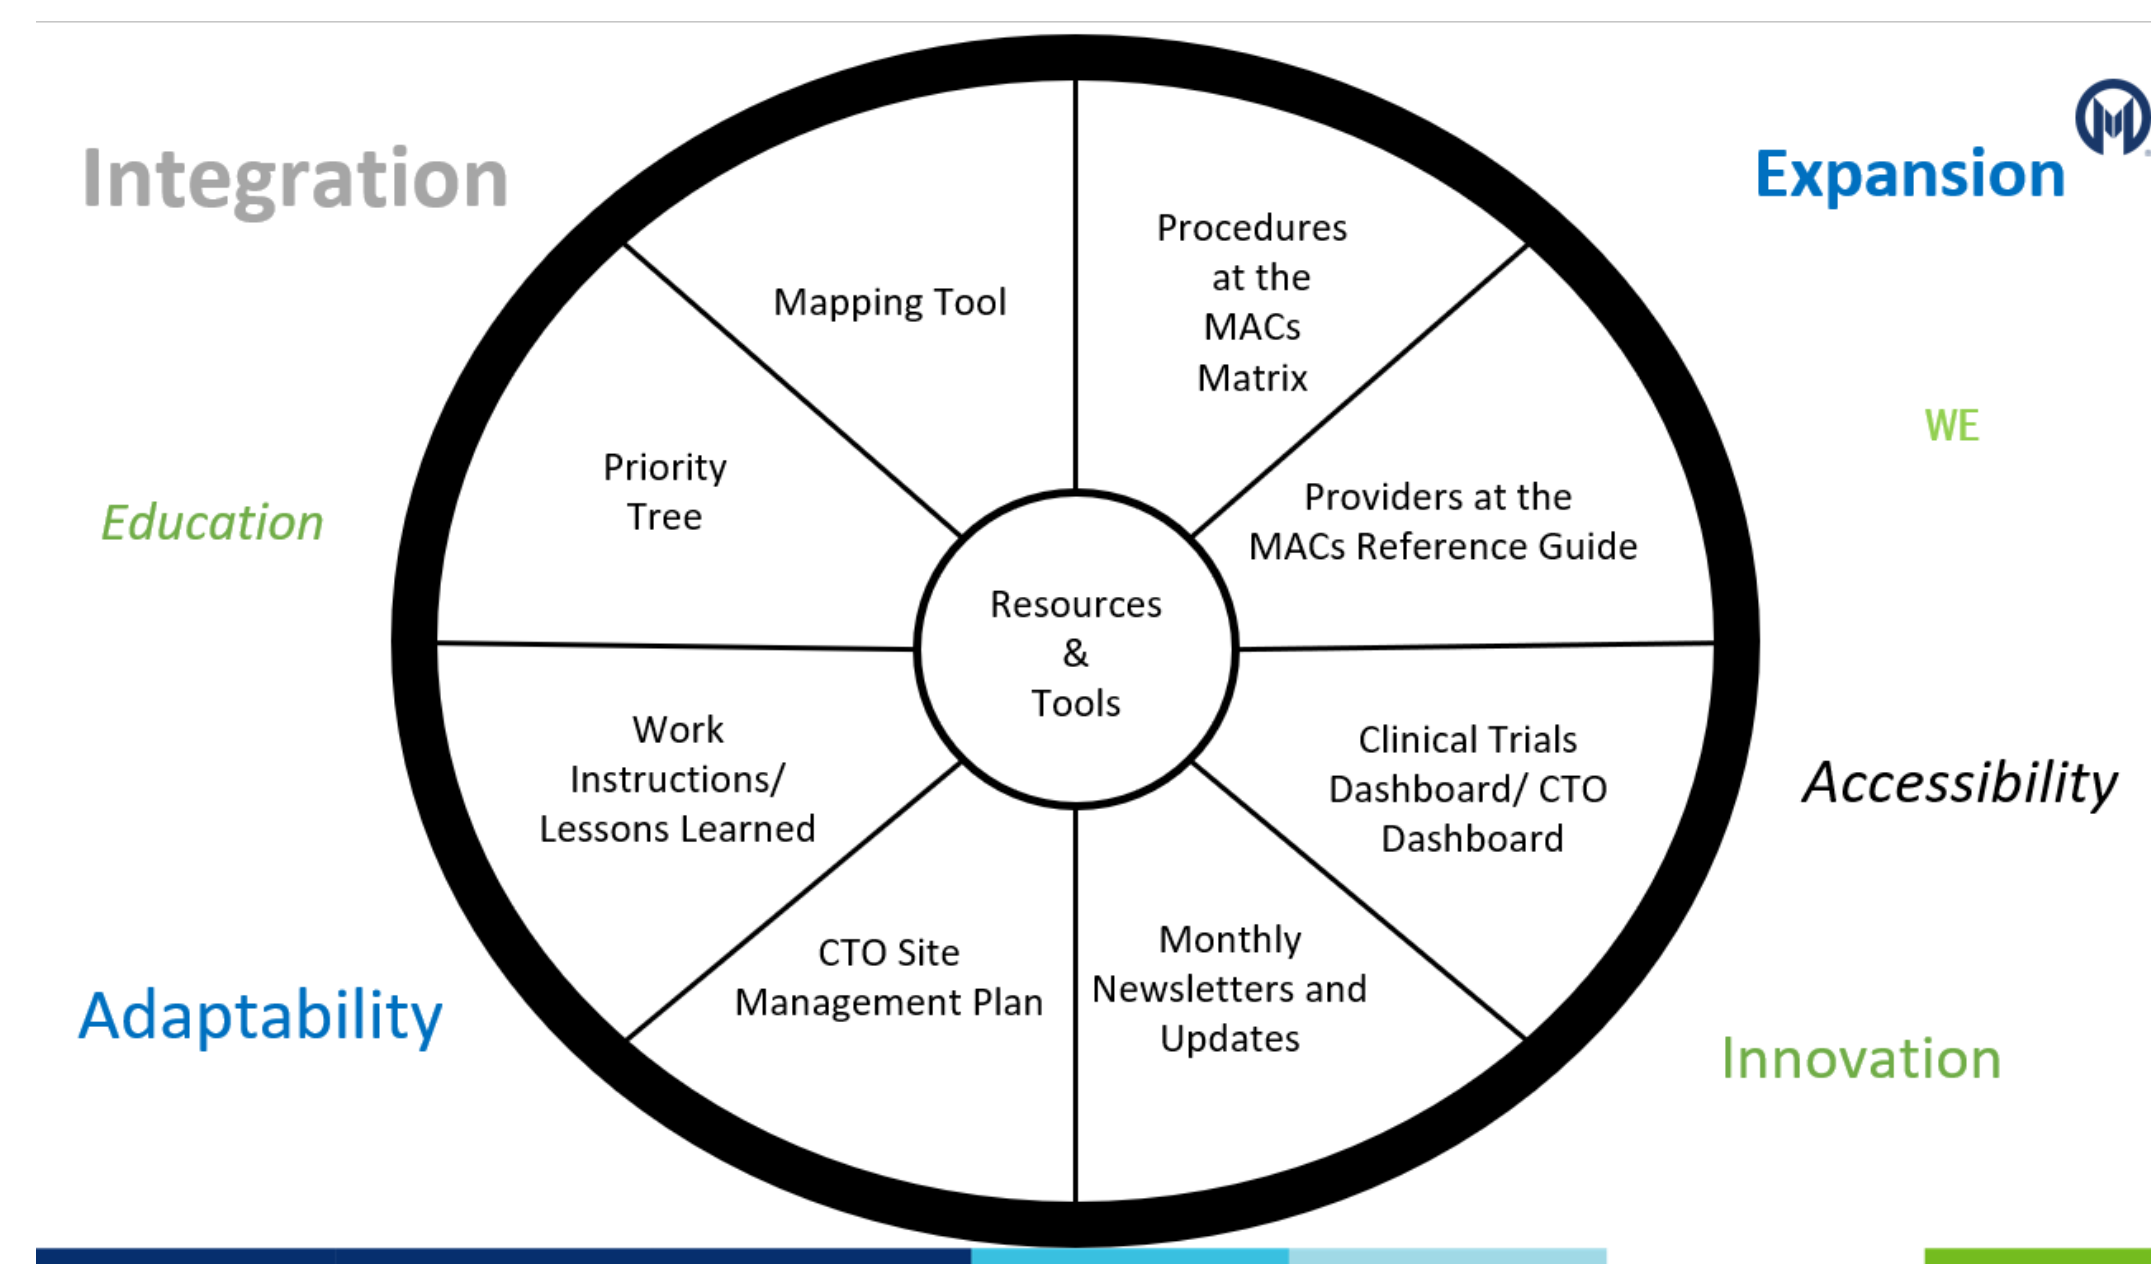 Integration
Expansion
Procedures
at the
MACs
Matrix
Mapping Tool
WE
Priority
Tree
Providers at the
MACs Reference Guide
Education
Resources
&
Tools
Work
Instructions/
Lessons Learned
Clinical Trials
Dashboard/ CTO
Dashboard
Accessibility
CTO Site
Management Plan
Monthly
Newsletters and
Updates
Adaptability
Innovation